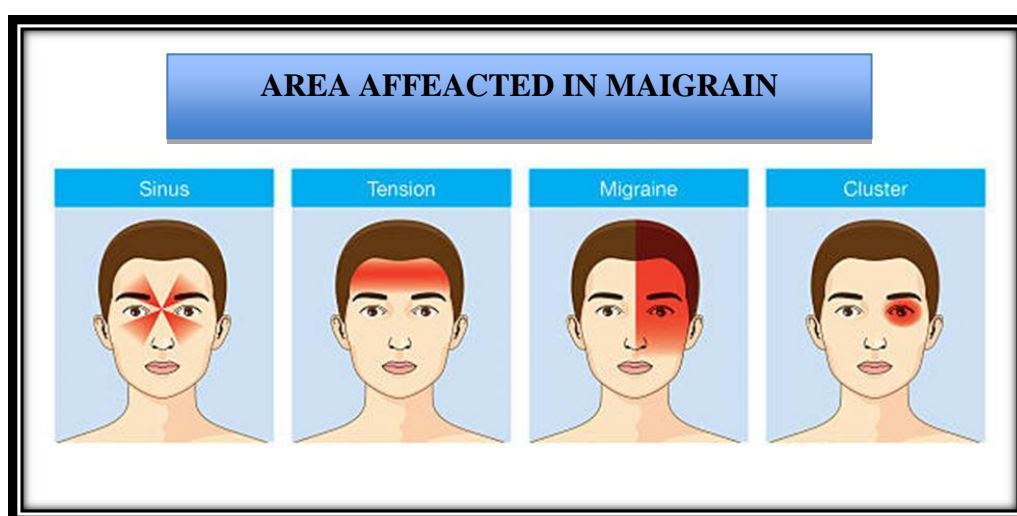 AREA AFFEACTED IN MAIGRAIN
Sinus
Tension
Migraine
Cluster